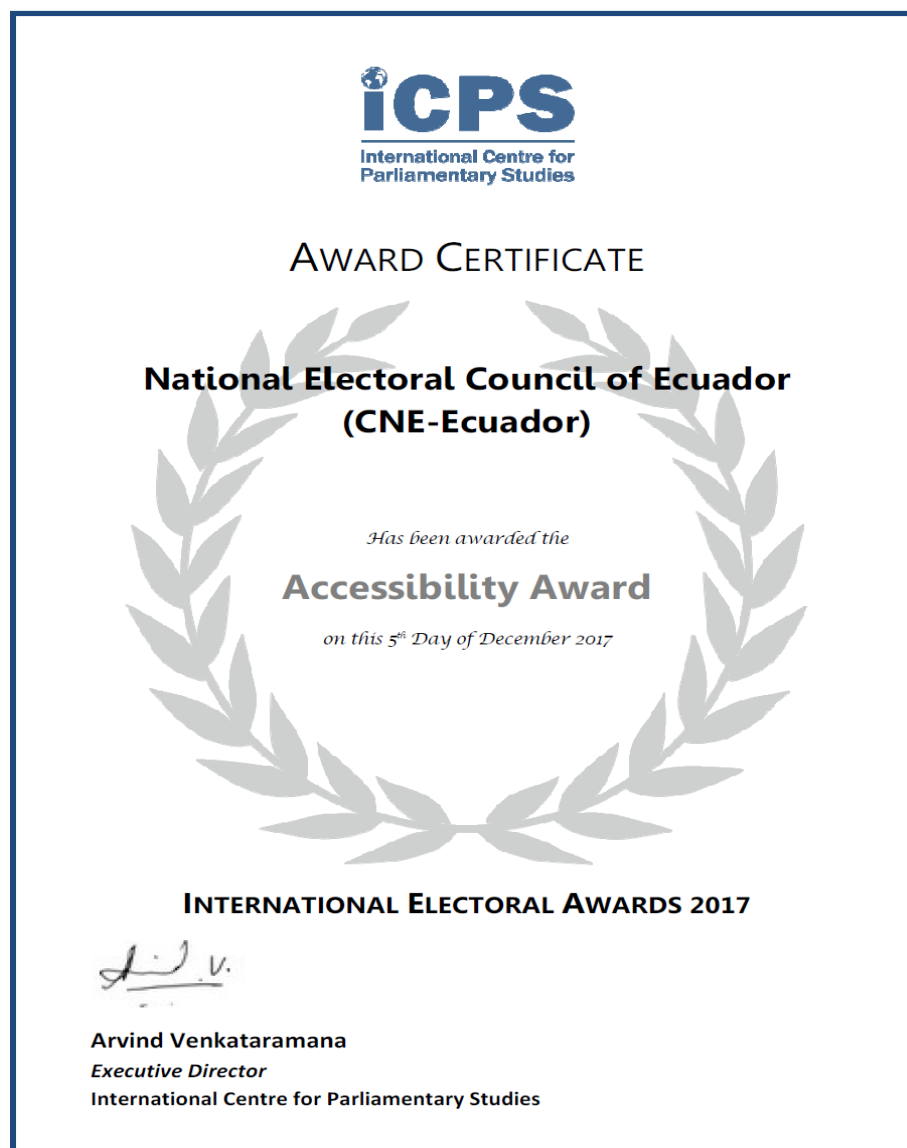 iCPS
International Centre for
Parliamentary Studies
AWARD CERTIFICATE
National Electoral Council of Ecuador
(CNE-Ecuador)
Has been awarded the
Accessibility Award
on this 5th Day of December 2017
INTERNATIONAL ELECTORAL AWARDS 2017
V.
Arvind Venkataramana
Executive Director
International Centre for Parliamentary Studies